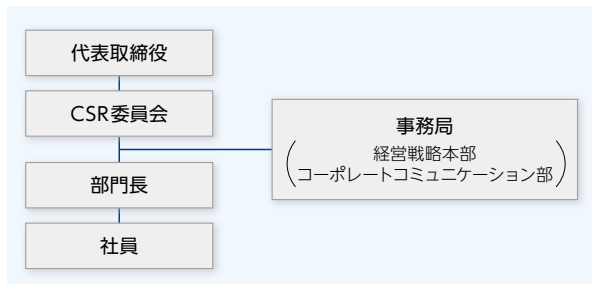 代表取締役
CSR委員会
事務局
(経営戦略本部
コーポレートコミュニケーション部)
部門長
社員